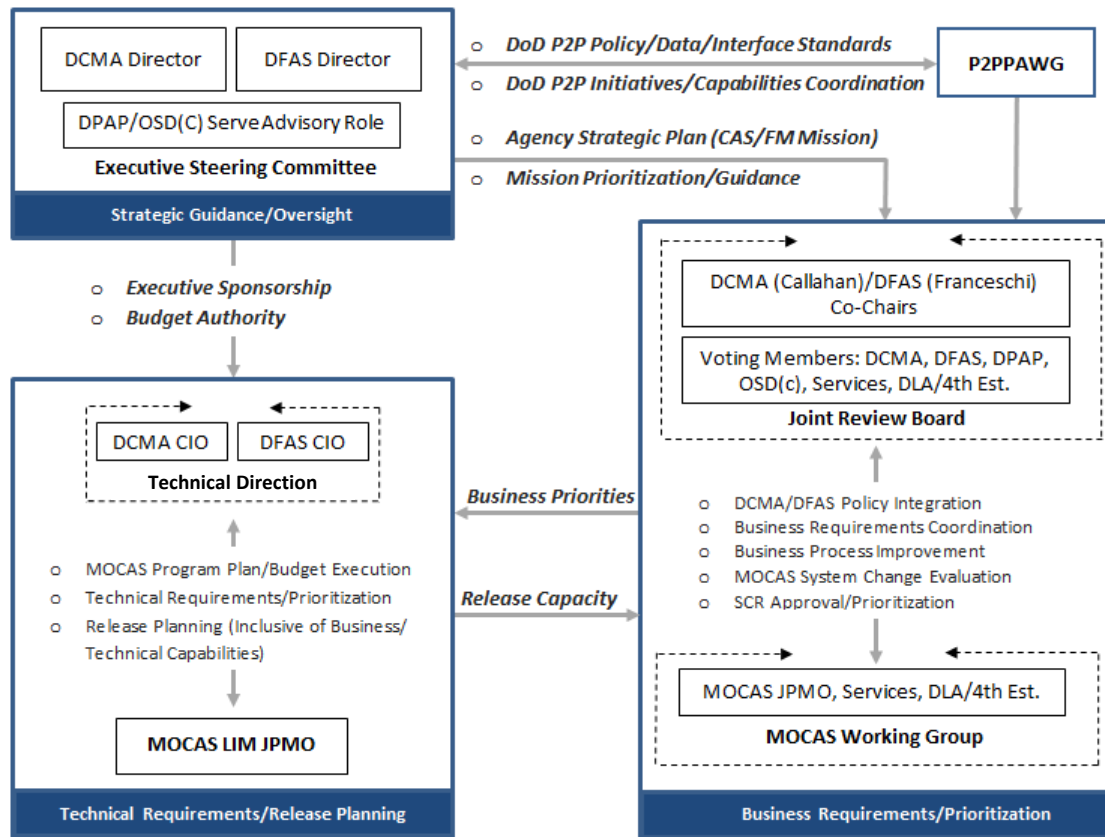 DCMA Director
DFAS Director
DPAP/OSD(C) Serve Advisory Role
Executive Steering Committee
Strategic Guidance/Oversight
o DoD P2P Policy/Data/Interface Standards
o DoD P2P Initiatives/Capabilities Coordination
P2PPAWG
o Agency Strategic Plan (CAS/FM Mission)
o Mission Prioritization/Guidance
o Executive Sponsorship
o Budget Authority
DCMA (Callahan)/DFAS (Franceschi)
Co-Chairs
Voting Members: DCMA, DFAS, DPAP,
OSD(c), Services, DLA/4th Est.
Joint Review Board
DCMA CIO
DFAS CIO
Technical Direction
Business Priorities
Release Capacity
o DCMA/DFAS Policy Integration
o Business Requirements Coordination
o Business Process Improvement
o MOCAS System Change Evaluation
o SCR Approval/Prioritization
o MOCAS Program Plan/Budget Execution
o Technical Requirements/Prioritization
o Release Planning (Inclusive of Business/
Technical Capabilities)
MOCAS LIM JPMO
Technical Requirements/Release Planning
MOCAS JPMO, Services, DLA/4th Est.
MOCAS Working Group
Business Requirements/Prioritization